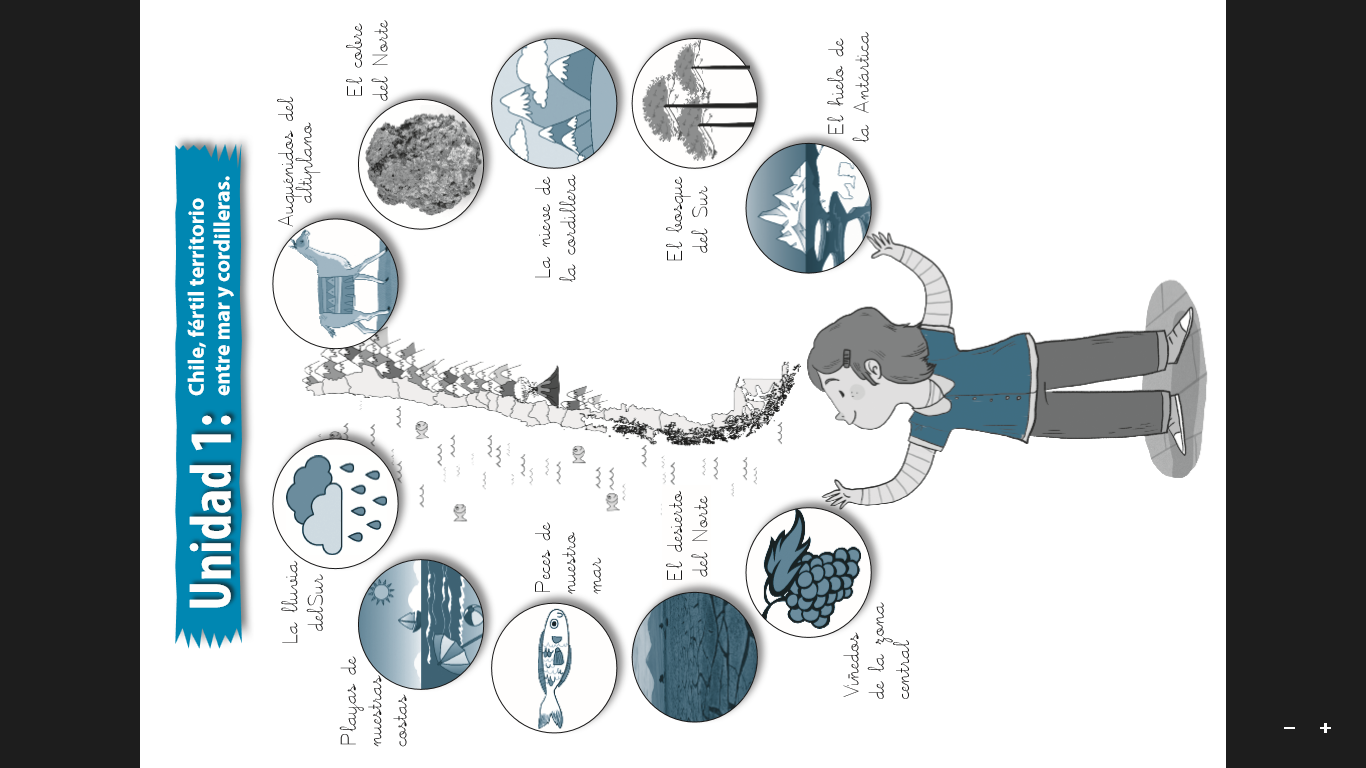 Unidad 1:
Chile, fértil territorio
entre mar y cordilleras.
La lluvia
delSur
Auquénidos del
altiplano
Playas de
nuestras
costas
El cobre
del Norte
Peces de
nuestro
mar
La nieve de
la cordillera
El desierto
del Norte
El bosque
del Sur
Viñedos
de la zona
central
El hielo de
la Antártica